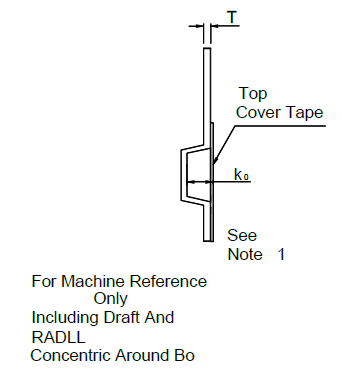 T
Top
Cover Tape
k₀
See
Note 1
For Machine Reference
Only
Including Draft And
RADLL
Concentric Around Bo